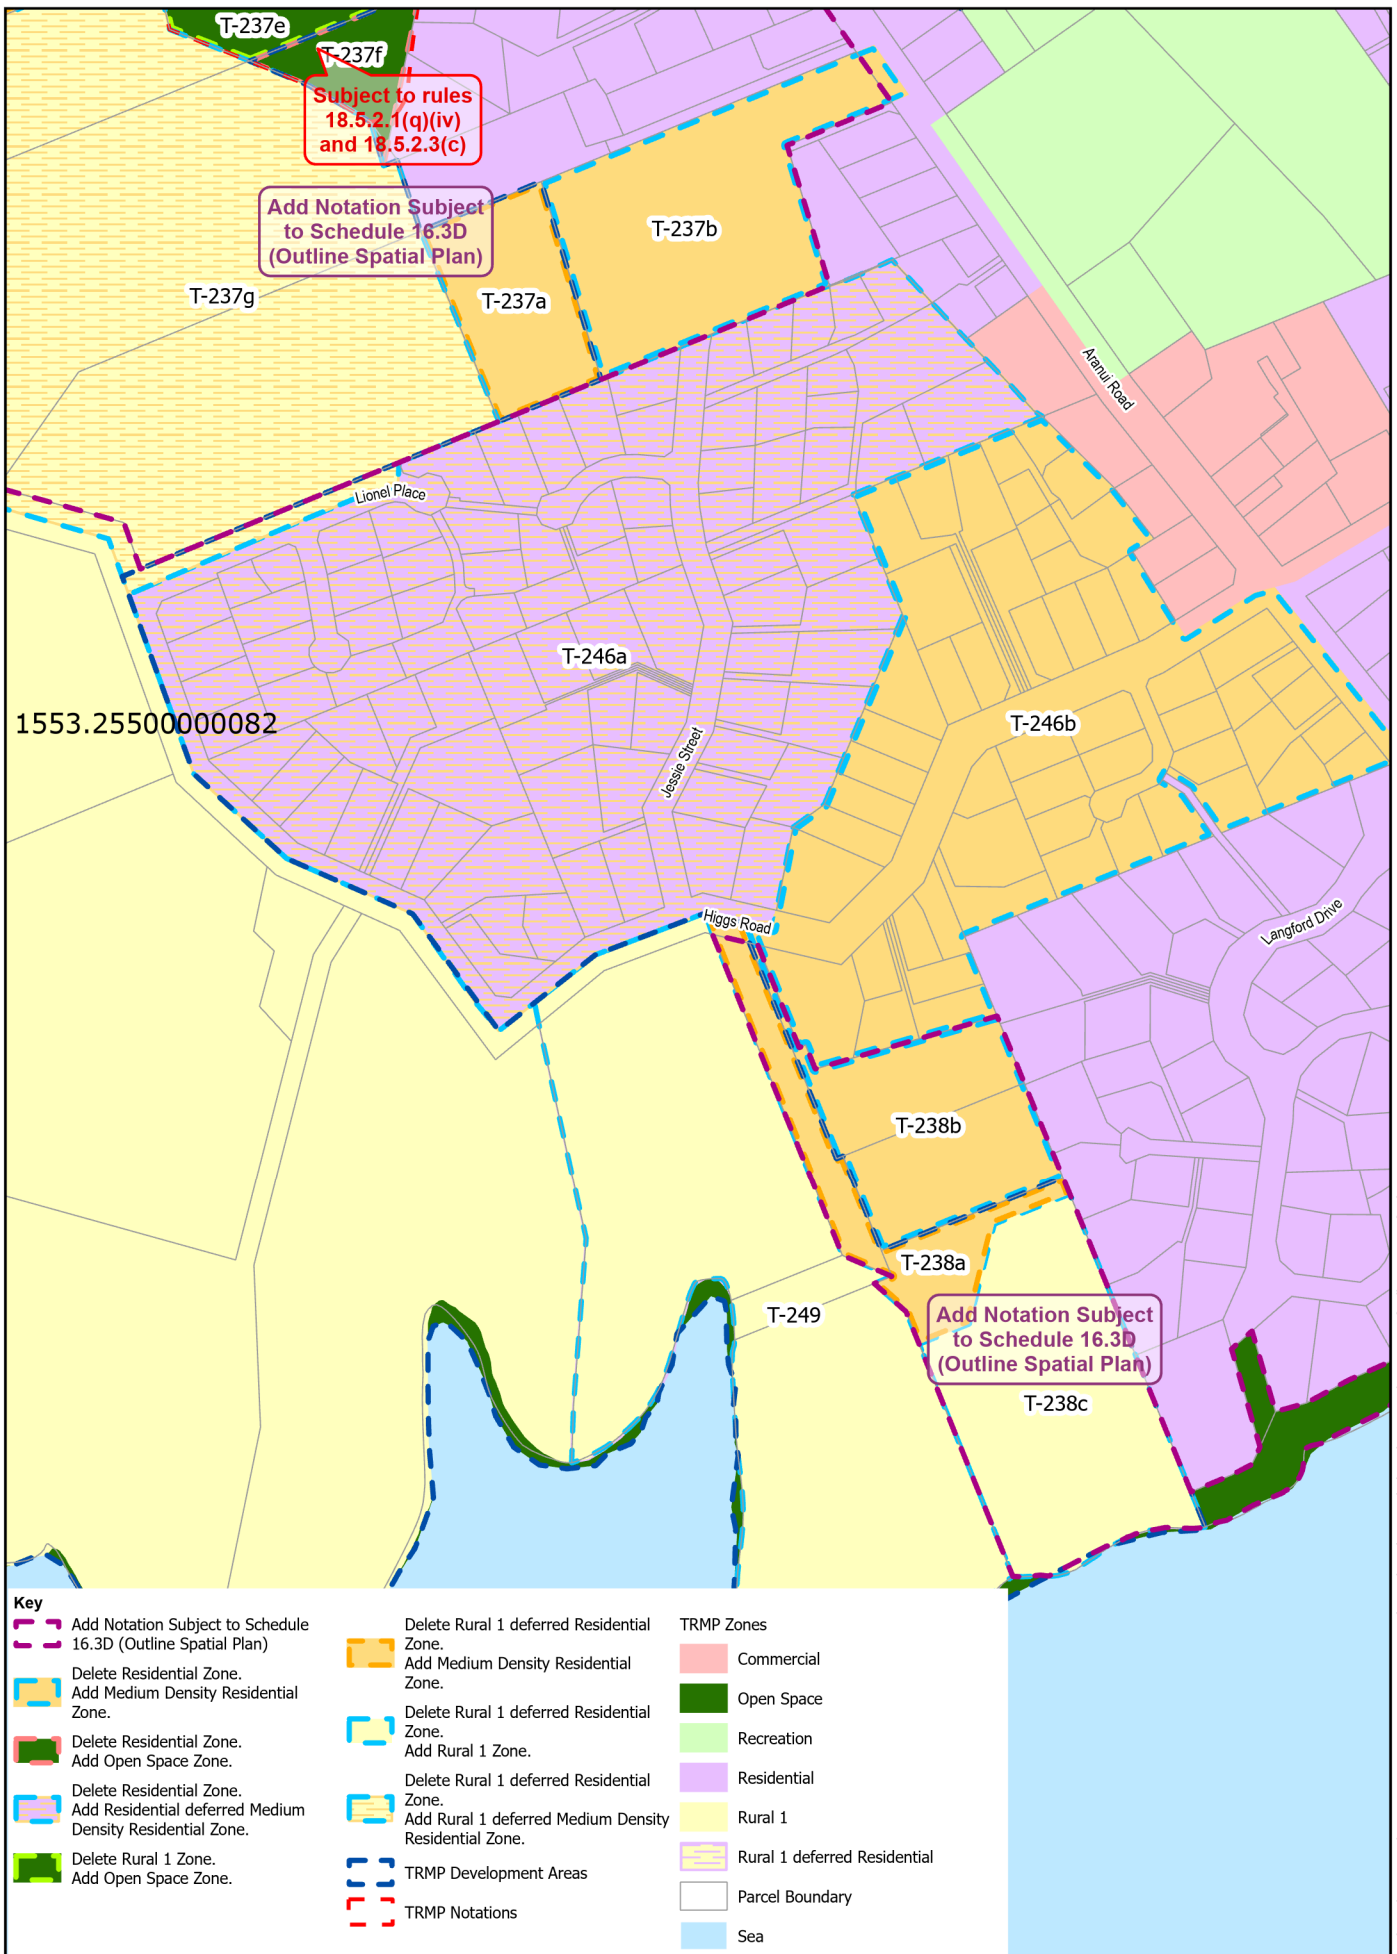 T-237e
T-237f
Subject to rules
18.5.2.1(q)(iv)
and 18.5.2.3(c)
Add Notation Subject
to Schedule 16.3D
(Outline Spatial Plan)
T-237b
T-237g
T-237a
Aranui Road
Lionel Place
T-246a
1553.25500000082
T-246b
Jessie Street
Higgs Road
Langford Drive
T-238b
T-238a
T-249
Add Notation Subject
to Schedule 16.3D
(Outline Spatial Plan)
T-238c
Key
Add Notation Subject to Schedule
16.3D (Outline Spatial Plan)
Delete Residential Zone.
Add Medium Density Residential
Zone.
Delete Residential Zone.
Add Open Space Zone.
Delete Residential Zone.
Add Residential deferred Medium
Density Residential Zone.
Delete Rural 1 Zone.
Add Open Space Zone.
Delete Rural 1 deferred Residential
Zone.
Add Medium Density Residential
Zone.
Delete Rural 1 deferred Residential
Zone.
Add Rural 1 Zone.
Delete Rural 1 deferred Residential
Zone.
Add Rural 1 deferred Medium Density
Residential Zone.
TRMP Development Areas
TRMP Notations
TRMP Zones
Commercial
Open Space
Recreation
Residential
Rural 1
Rural 1 deferred Residential
Parcel Boundary
Sea